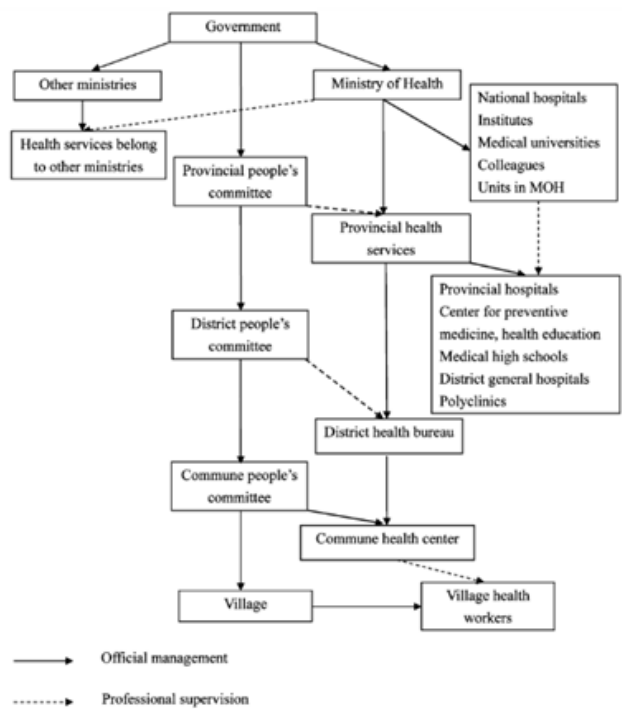 Government
Other ministries
Ministry of Health
National hospitals
Institutes
Medical universities
Colleagues
Units in MOH
Health services belong
to other ministries
Provincial people's
committee
Provincial health
services
Provincial hospitals
Center for preventive
medicine, health education
Medical high schools
District general hospitals
Polyclinics
District people's
committee
District health bureau
Commune people's
committee
Commune health center
Village
Village health
workers
Official management
Professional supervision